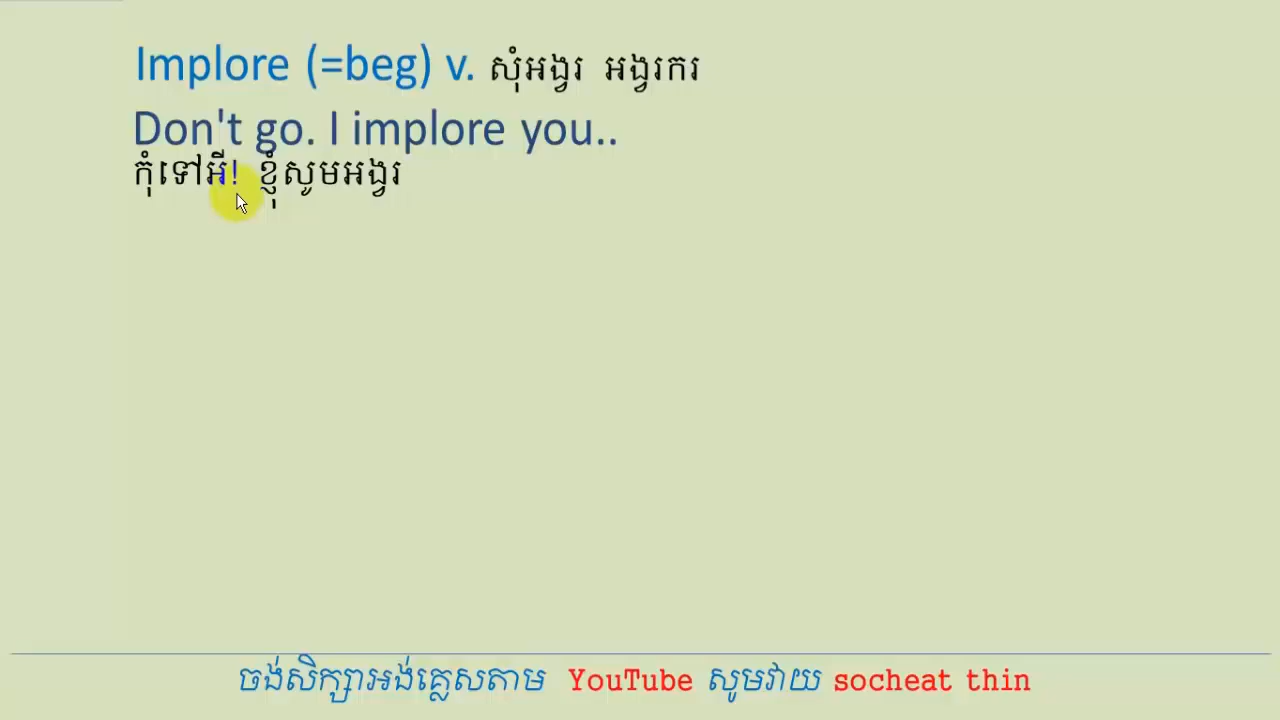 Implore (=beg) v. សុំអង្វរ អង្វរករ
Don't go. I implore you..
កុំទៅអី! ខ្ញុំសូមអង្វរ
ចង់សិក្សាអង់គ្លេសតាម YouTube សូមវាយ socheat thin